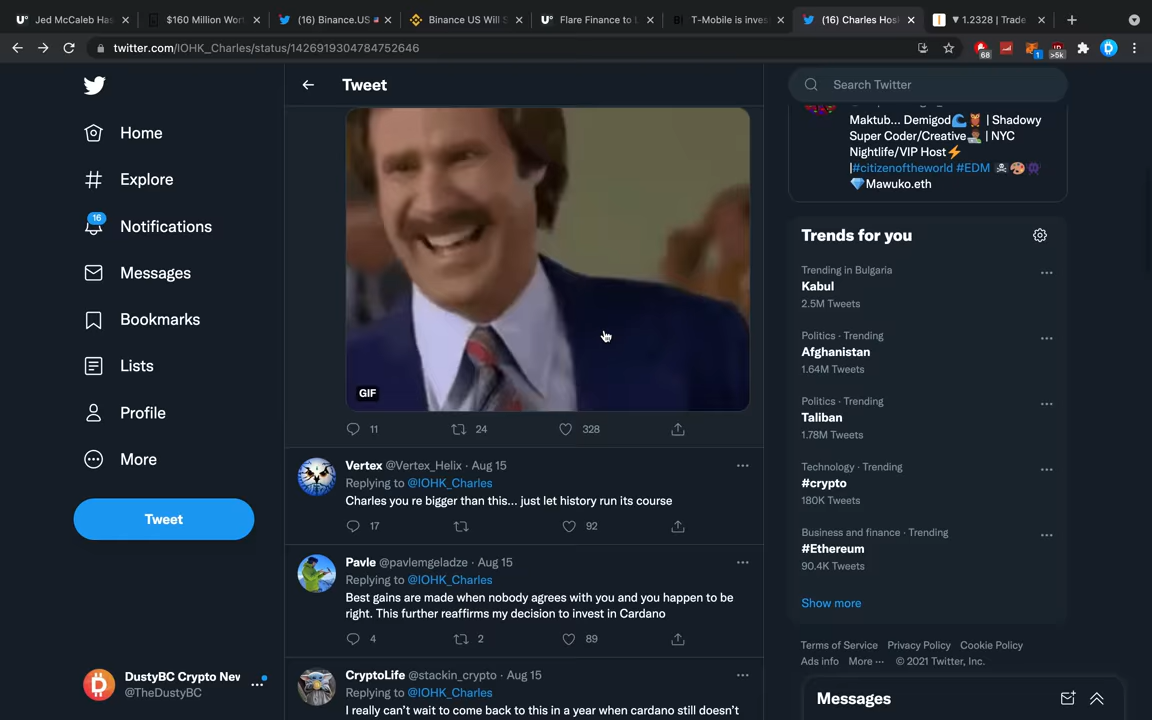 Jed McCaleb Has
$160 Million Wor
(16) Binance.US
Binance US Will S
Flare Finance to L
T-Mobile is inves
(16) Charles Hos
▼ 1.2328 | Trade
twitter.com/IOHK_Charles/status/1426919304784752646
68
1
>5k
Home
Explore
16
Notifications
Messages
Bookmarks
Lists
Profile
More
Tweet
DustyBC Crypto New
@TheDustyBC
Tweet
GIF
11 24 328
Vertex @Vertex_Helix · Aug 15
Replying to @IOHK_Charles
Charles you re bigger than this... just let history run its course
17 92
Pavle @pavlemgeladze · Aug 15
Replying to @IOHK_Charles
Best gains are made when nobody agrees with you and you happen to be
right. This further reaffirms my decision to invest in Cardano
4 2 89
CryptoLife @stackin_crypto · Aug 15
Replying to @IOHK_Charles
I really can't wait to come back to this in a year when cardano still doesn't
Search Twitter
Maktub... Demigod🌊 | Shadowy
Super Coder/Creative | NYC
Nightlife/VIP Host⚡
|#citizenoftheworld #EDM ☠🎨👾
💎Mawuko.eth
Trends for you
Trending in Bulgaria
Kabul
2.5M Tweets
Politics · Trending
Afghanistan
1.64M Tweets
Politics · Trending
Taliban
1.78M Tweets
Technology · Trending
#crypto
180K Tweets
Business and finance · Trending
#Ethereum
90.4K Tweets
Show more
Terms of Service Privacy Policy Cookie Policy
Ads info More ··· © 2021 Twitter, Inc.
Messages